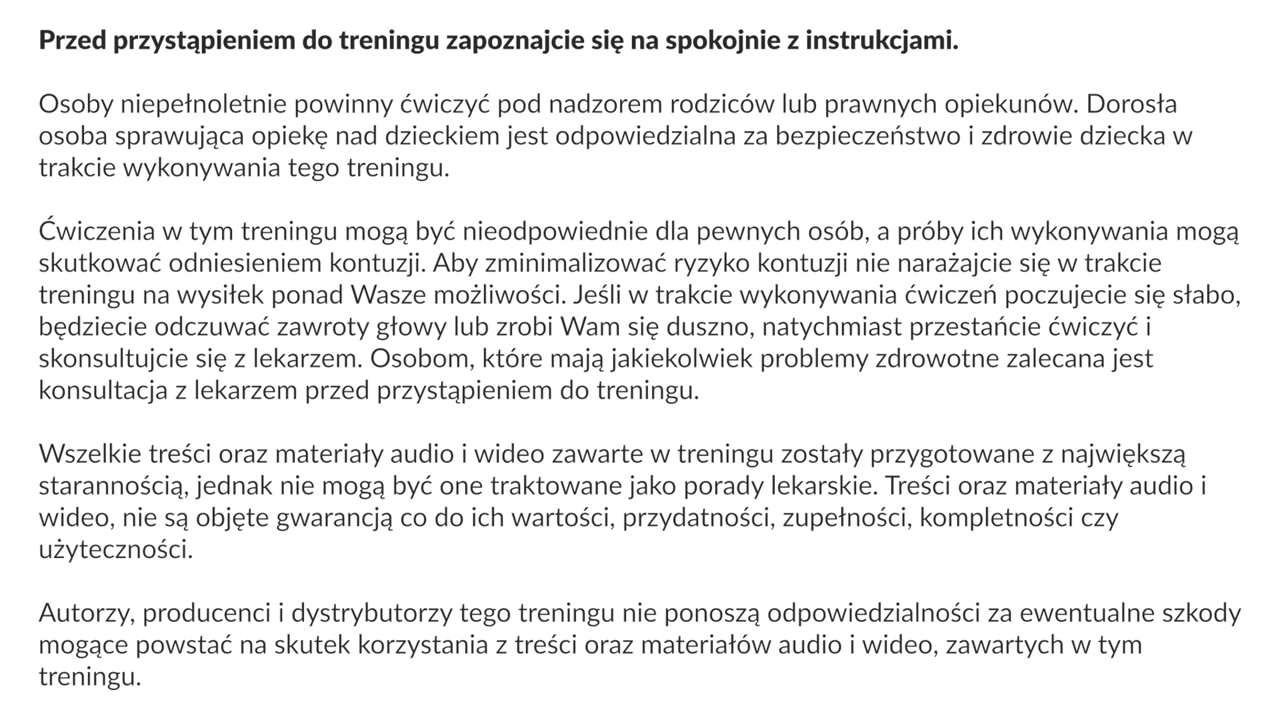 Przed przystąpieniem do treningu zapoznajcie się na spokojnie z instrukcjami.
Osoby niepełnoletnie powinny ćwiczyć pod nadzorem rodziców lub prawnych opiekunów. Dorosła
osoba sprawująca opiekę nad dzieckiem jest odpowiedzialna za bezpieczeństwo i zdrowie dziecka w
trakcie wykonywania tego treningu.
Ćwiczenia w tym treningu mogą być nieodpowiednie dla pewnych osób, a próby ich wykonywania mogą
skutkować odniesieniem kontuzji. Aby zminimalizować ryzyko kontuzji nie narażajcie się w trakcie
treningu na wysiłek ponad Wasze możliwości. Jeśli w trakcie wykonywania ćwiczeń poczujecie się słabo,
będziecie odczuwać zawroty głowy lub zrobi Wam się duszno, natychmiast przestańcie ćwiczyć i
skonsultujcie się z lekarzem. Osobom, które mają jakiekolwiek problemy zdrowotne zalecana jest
konsultacja z lekarzem przed przystąpieniem do treningu.
Wszelkie treści oraz materiały audio i wideo zawarte w treningu zostały przygotowane z największą
starannością, jednak nie mogą być one traktowane jako porady lekarskie. Treści oraz materiały audio i
wideo, nie są objęte gwarancją co do ich wartości, przydatności, zupełności, kompletności czy
użyteczności.
Autorzy, producenci i dystrybutorzy tego treningu nie ponoszą odpowiedzialności za ewentualne szkody
mogące powstać na skutek korzystania z treści oraz materiałów audio i wideo, zawartych w tym
treningu.